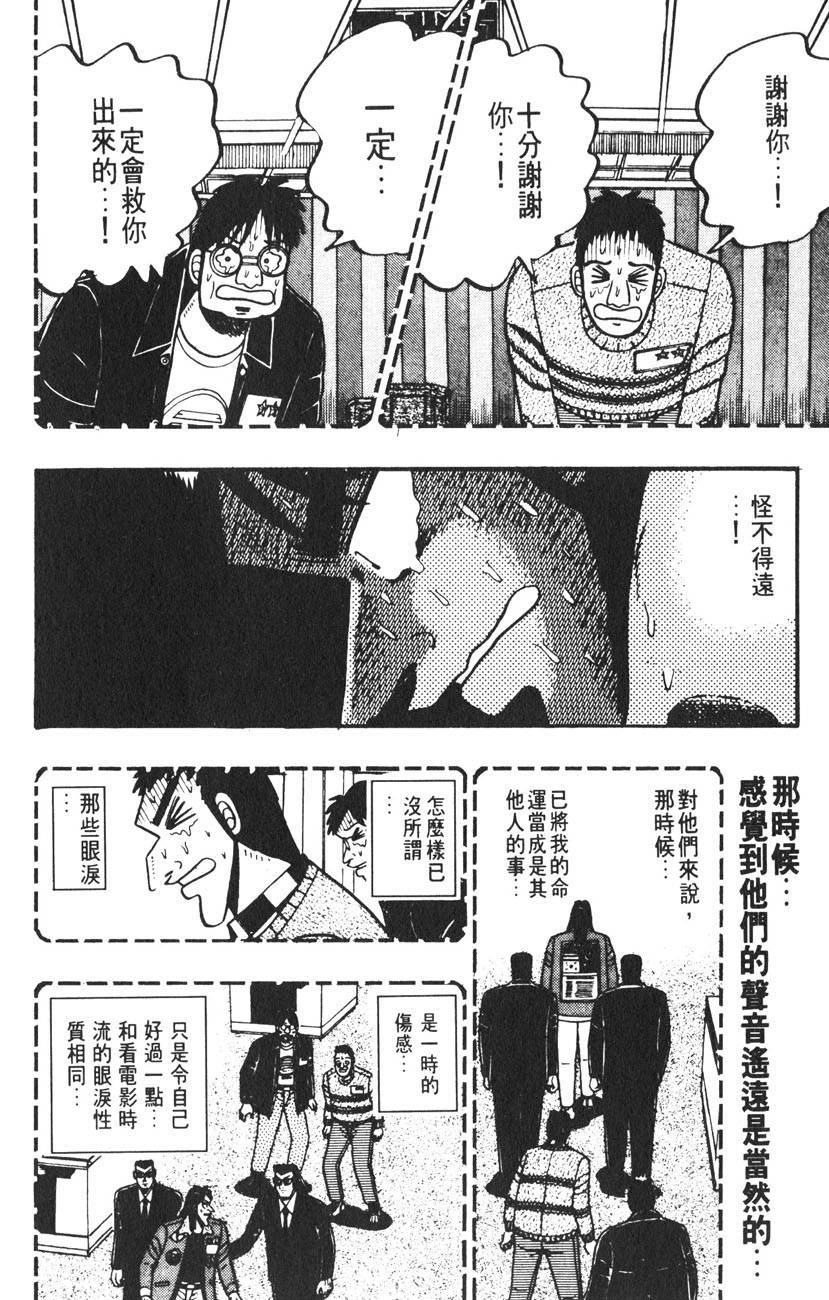 TIME
謝謝你…！
十分謝謝
你…！
一定…
一定會救你
出來的…！
怪不得遠
…！
那時候…
感覺到他們的聲音遙遠是當然的…
對他們來說，
那時候…
已將我的命
運當成是其
他人的事…
怎麼樣已
沒所謂
…
那些眼淚
…
是一時的
傷感…
只是令自己
好過一點…
和看電影時
流的眼淚性
質相同…